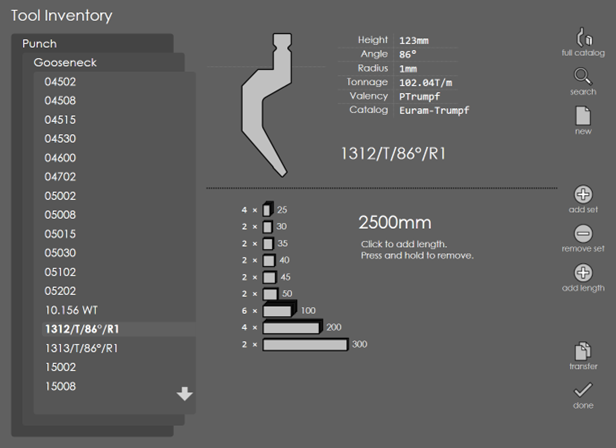 Tool Inventory
Punch
Gooseneck
04502
04508
04515
04530
04600
04702
05002
05008
05015
05030
05102
05202
10.156 WT
1312/T/86°/R1
1313/T/86°/R1
15002
15008
Height 123mm
Angle 86°
Radius 1mm
Tonnage 102.04T/m
Valency PTrumpf
Catalog Euram-Trumpf
1312/T/86°/R1
4 × 25
2 × 30
2 × 35
2 × 40
2 × 45
2 × 50
6 × 100
4 × 200
2 × 300
2500mm
Click to add length.
Press and hold to remove.
full catalog
search
new
add set
remove set
add length
transfer
done